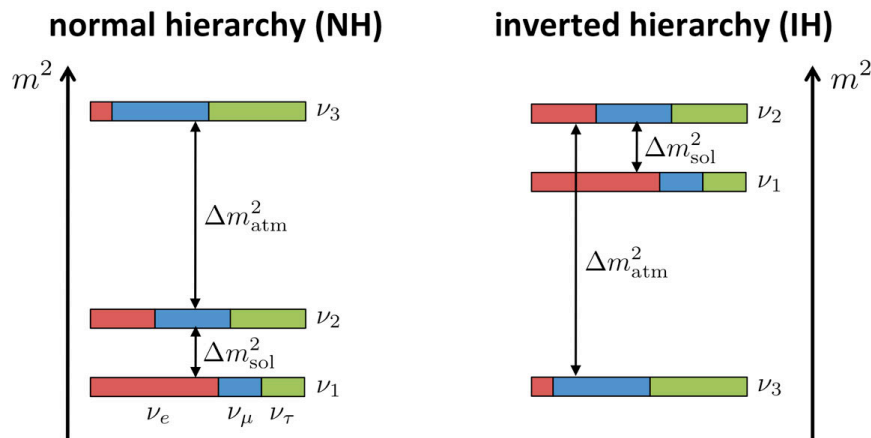 normal hierarchy (NH)
m²
ν₃
Δm²atm
ν₂
Δm²sol
ν₁
νe νμ ντ
inverted hierarchy (IH)
m²
ν₂
Δm²sol
ν₁
Δm²atm
ν₃